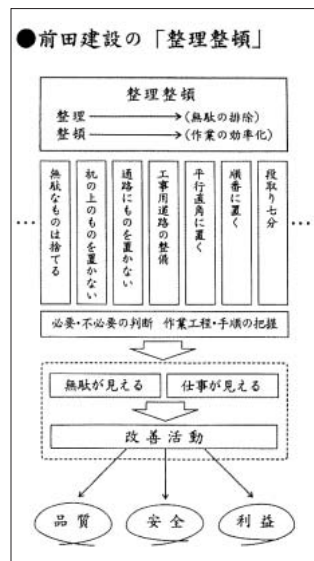 ●前田建設の「整理整頓」
整理整頓
整理 → (無駄の排除)
整頓 → (作業の効率化)
…
無駄なものは捨てる
机の上のものを置かない
通路にものを置かない
工事用道路の整備
平行直角に置く
順番に置く
段取り七分
…
必要・不必要の判断 作業工程・手順の把握
無駄が見える 仕事が見える
改善活動
品質 安全 利益